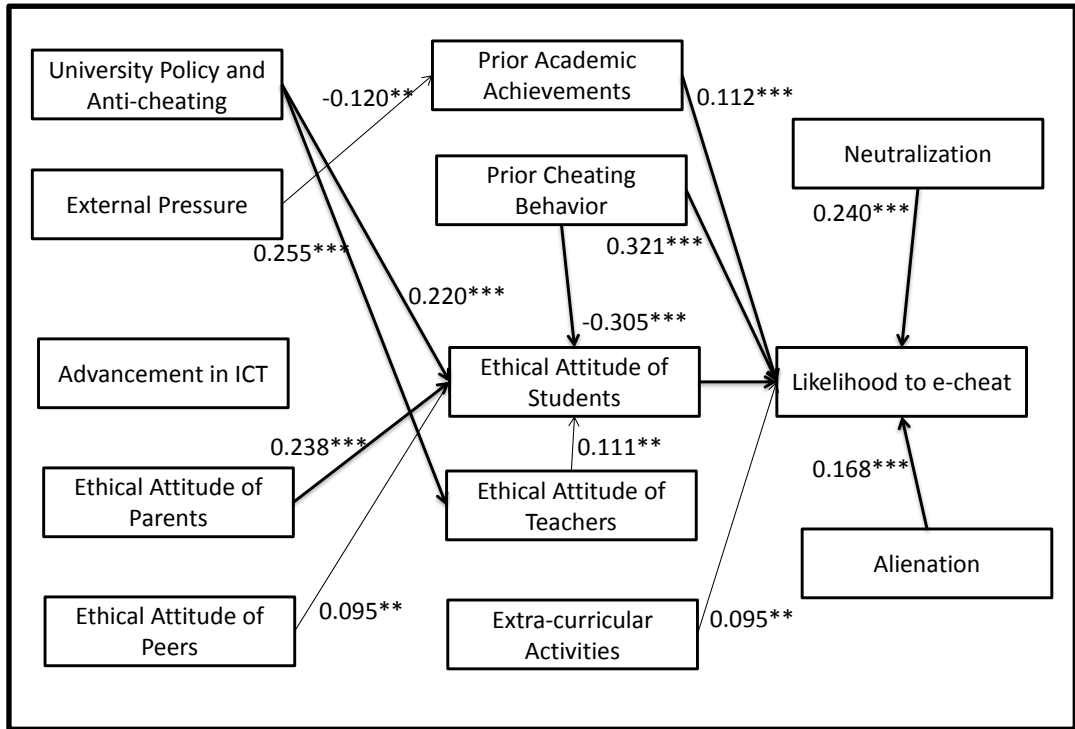 University Policy and
Anti-cheating
Prior Academic
Achievements
-0.120**
0.112***
Neutralization
External Pressure
Prior Cheating
Behavior
0.240***
0.255***
0.321***
0.220***
-0.305***
Advancement in ICT
Ethical Attitude of
Students
Likelihood to e-cheat
0.238***
0.111**
0.168***
Ethical Attitude of
Parents
Ethical Attitude of
Teachers
Alienation
Ethical Attitude of
Peers
0.095**
Extra-curricular
Activities
0.095**